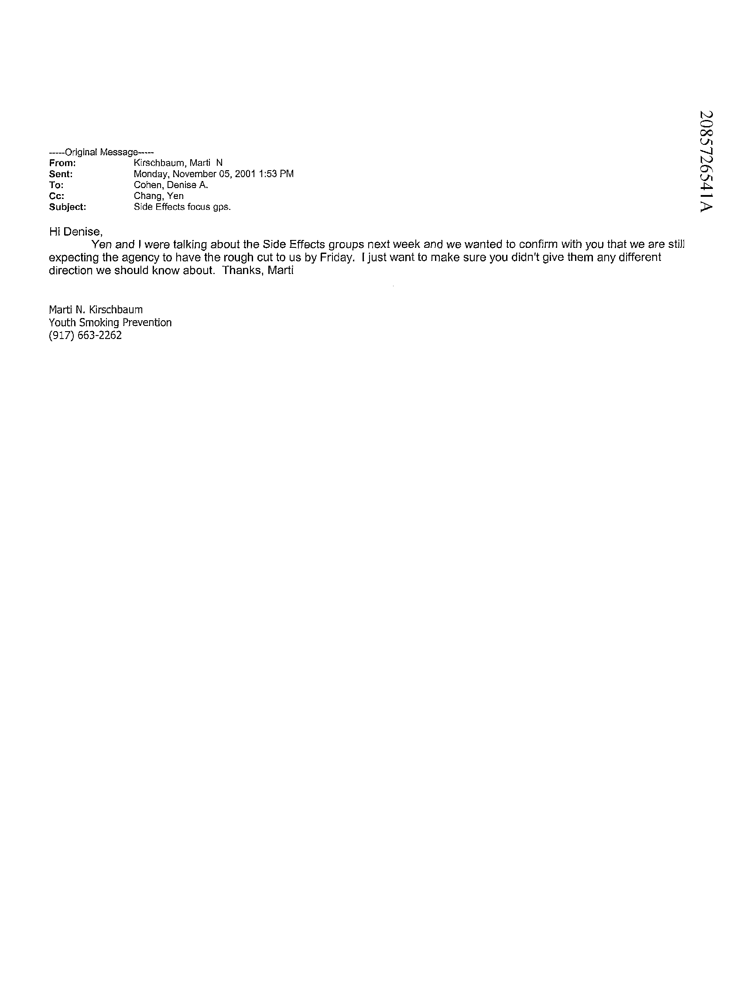 -----Original Message-----
From: Kirschbaum, Marti N
Sent: Monday, November 05, 2001 1:53 PM
To: Cohen, Denise A.
Cc: Chang, Yen
Subject: Side Effects focus gps.
Hi Denise,
Yen and I were talking about the Side Effects groups next week and we wanted to confirm with you that we are still
expecting the agency to have the rough cut to us by Friday. I just want to make sure you didn't give them any different
direction we should know about. Thanks, Marti
Marti N. Kirschbaum
Youth Smoking Prevention
(917) 663-2262
2085726541A